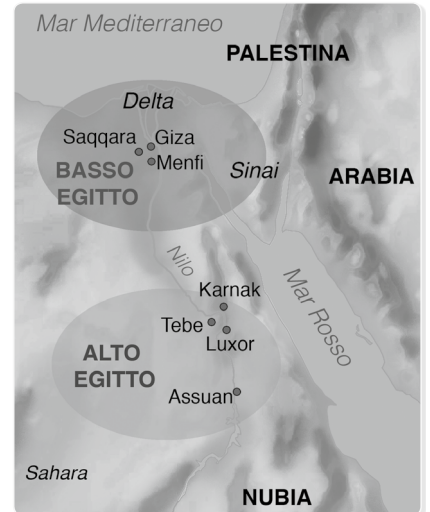 Mar Mediterraneo
PALESTINA
Delta
Saqqara
Giza
Menfi
BASSO
EGITTO
Sinai
ARABIA
Nilo
Karnak
Mar Rosso
Tebe
Luxor
ALTO
EGITTO
Assuan
Sahara
NUBIA